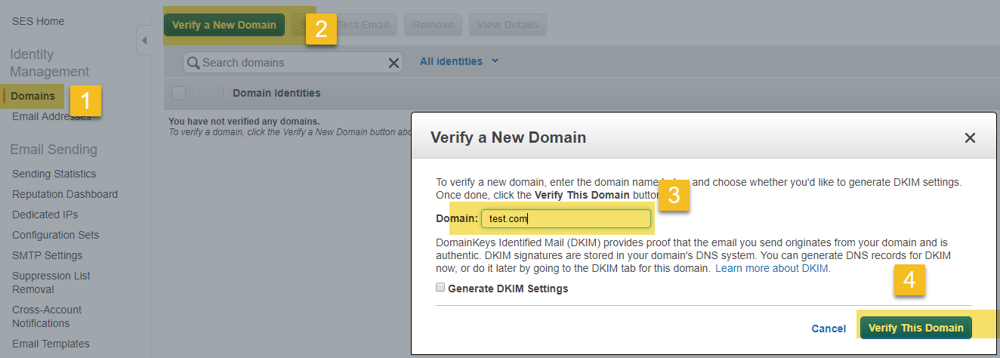 SES Home
Identity
Management
Domains
1
Email Addresses
Email Sending
Sending Statistics
Reputation Dashboard
Dedicated IPs
Configuration Sets
SMTP Settings
Suppression List
Removal
Cross-Account
Notifications
Email Templates
Verify a New Domain
2
Test Email
Remove
View Details
Search domains
All identities
Domain Identities
You have not verified any domains.
To verify a domain, click the Verify a New Domain button
Verify a New Domain
To verify a new domain, enter the domain name and choose whether you'd like to generate DKIM settings.
Once done, click the Verify This Domain button
3
Domain: test.com
DomainKeys Identified Mail (DKIM) provides proof that the email you send originates from your domain and is
authentic. DKIM signatures are stored in your domain's DNS system. You can generate DNS records for DKIM
now, or do it later by going to the DKIM tab for this domain. Learn more about DKIM.
4
Generate DKIM Settings
Cancel
Verify This Domain